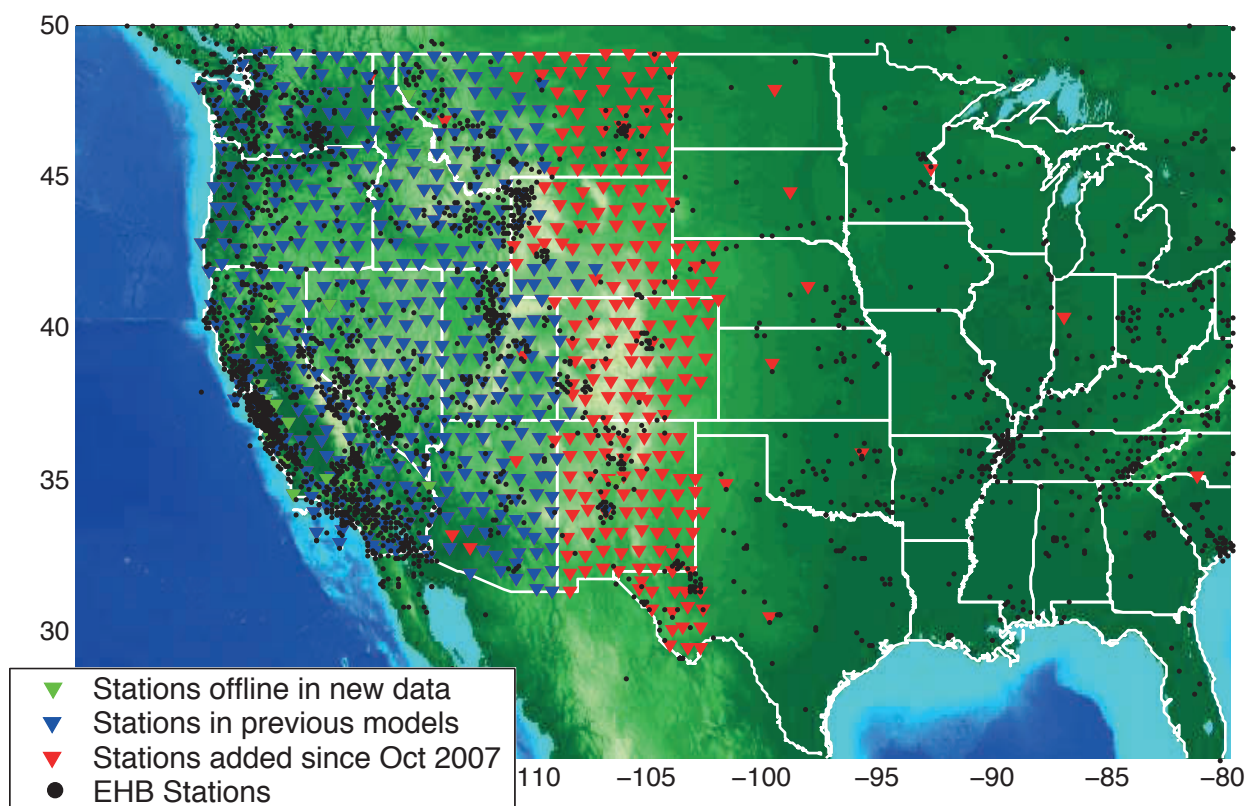 50
45
40
35
30
Stations offline in new data
Stations in previous models
Stations added since Oct 2007
EHB Stations
110 −105 −100 −95 −90 −85 −80